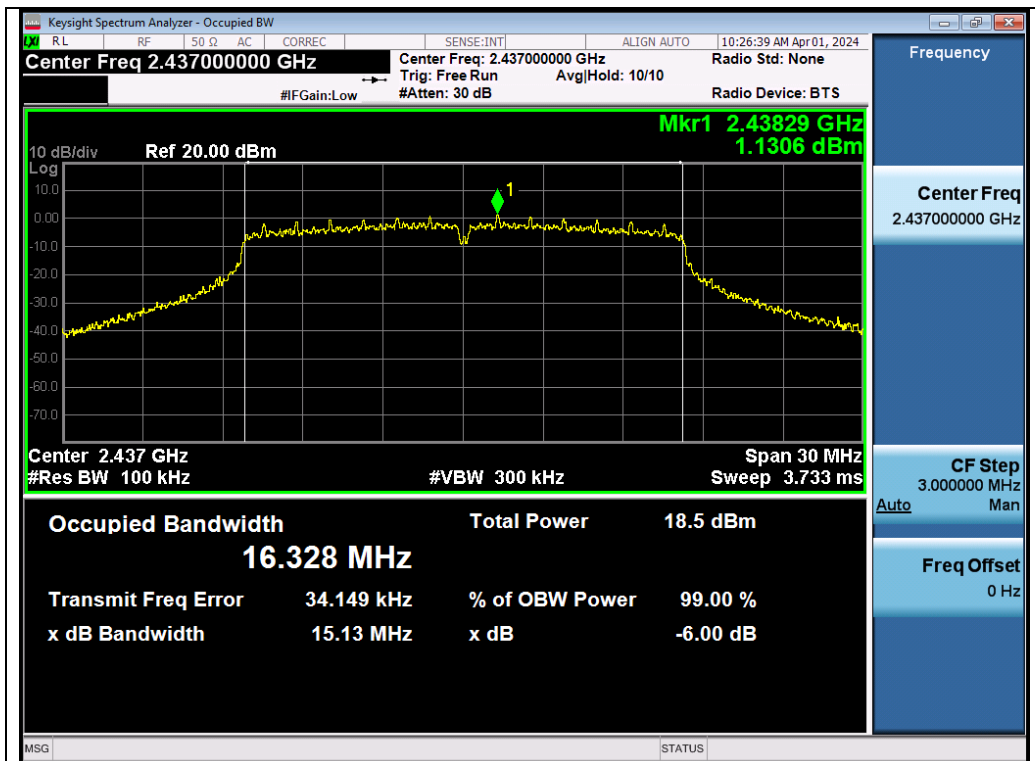 Keysight Spectrum Analyzer - Occupied BW
LXI RL RF 50 Ω AC CORREC SENSE:INT ALIGN AUTO 10:26:39 AM Apr 01, 2024
Center Freq 2.437000000 GHz
Center Freq: 2.437000000 GHz Radio Std: None
Trig: Free Run Avg|Hold: 10/10
#IFGain:Low #Atten: 30 dB Radio Device: BTS
Mkr1 2.43829 GHz
1.1306 dBm
10 dB/div Ref 20.00 dBm
Log
10.0
0.00
-10.0
-20.0
-30.0
-40.0
-50.0
-60.0
-70.0
1
Center 2.437 GHz Span 30 MHz
#Res BW 100 kHz #VBW 300 kHz Sweep 3.733 ms
Occupied Bandwidth Total Power 18.5 dBm
16.328 MHz
Transmit Freq Error 34.149 kHz % of OBW Power 99.00 %
x dB Bandwidth 15.13 MHz x dB -6.00 dB
Frequency
Center Freq
2.437000000 GHz
CF Step
3.000000 MHz
Auto Man
Freq Offset
0 Hz
MSG STATUS